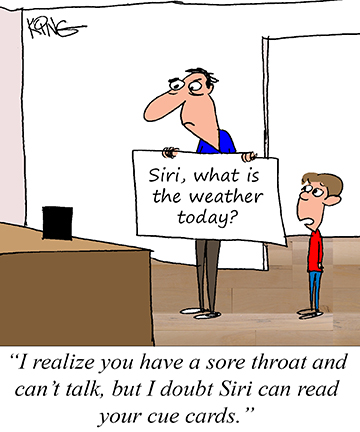 Siri, what is
the weather
today?
"I realize you have a sore throat and
can't talk, but I doubt Siri can read
your cue cards."